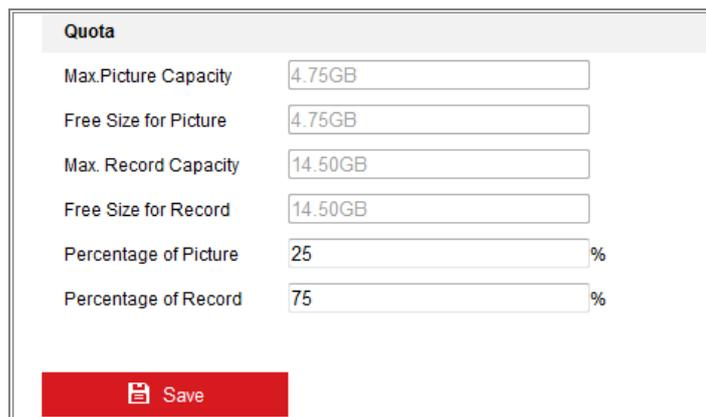 Quota
Max.Picture Capacity 4.75GB
Free Size for Picture 4.75GB
Max. Record Capacity 14.50GB
Free Size for Record 14.50GB
Percentage of Picture 25 %
Percentage of Record 75 %
Save